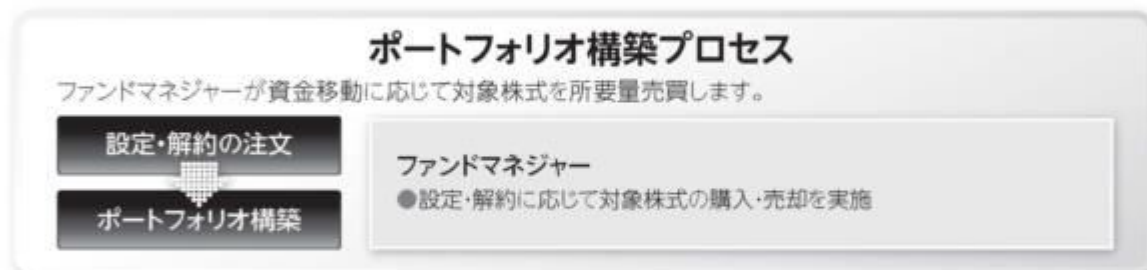 ポートフォリオ構築プロセス
ファンドマネジャーが資金移動に応じて対象株式を所要量売買します。
設定・解約の注文
ポートフォリオ構築
ファンドマネジャー
●設定・解約に応じて対象株式の購入・売却を実施